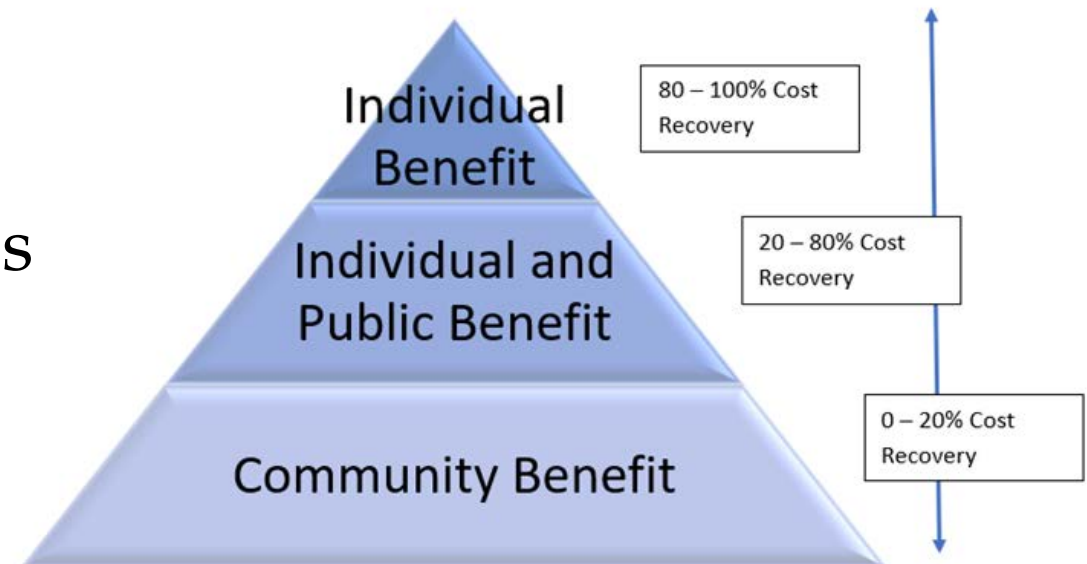 Individual
Benefit
80 – 100% Cost
Recovery
s
Individual and
Public Benefit
20 – 80% Cost
Recovery
Community Benefit
0 – 20% Cost
Recovery